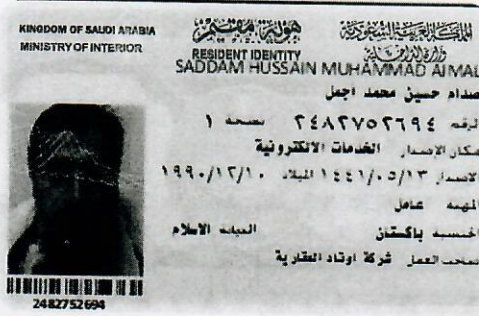 KINGDOM OF SAUDI ARABIA
MINISTRY OF INTERIOR
هوية مقيم
المملكة العربية السعودية
وزارة الداخلية
RESIDENT IDENTITY
SADDAM HUSSAIN MUHAMMAD AJMAL
صدام حسين محمد اجمل
الرقم ٢٤٨٢٧٥٢٦٩٤ نسخة ١
مكان الإصدار الخدمات الالكترونية
الاصدار ١٤٤١/٠٥/١٣ الميلاد ١٩٩٠/١٢/١٠
المهنة عامل
الجنسية باكستان الديانة الاسلام
صاحب العمل شركة اوتاد العقارية
2482752694